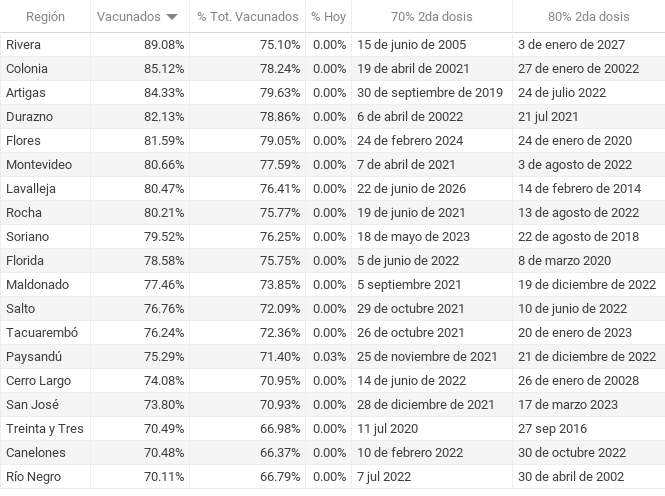 Región Vacunados % Tot. Vacunados % Hoy 70% 2da dosis 80% 2da dosis
Rivera 89.08% 75.10% 0.00% 15 de junio de 2005 3 de enero de 2027
Colonia 85.12% 78.24% 0.00% 19 de abril de 20021 27 de enero de 20022
Artigas 84.33% 79.63% 0.00% 30 de septiembre de 2019 24 de julio 2022
Durazno 82.13% 78.86% 0.00% 6 de abril de 20022 21 jul 2021
Flores 81.59% 79.05% 0.00% 24 de febrero 2024 24 de enero de 2020
Montevideo 80.66% 77.59% 0.00% 7 de abril de 2021 3 de agosto de 2022
Lavalleja 80.47% 76.41% 0.00% 22 de junio de 2026 14 de febrero de 2014
Rocha 80.21% 75.77% 0.00% 19 de junio de 2021 13 de agosto de 2022
Soriano 79.52% 76.25% 0.00% 18 de mayo de 2023 22 de agosto de 2018
Florida 78.58% 75.75% 0.00% 5 de junio de 2022 8 de marzo 2020
Maldonado 77.46% 73.85% 0.00% 5 septiembre 2021 19 de diciembre de 2022
Salto 76.76% 72.09% 0.00% 29 de octubre 2021 10 de junio de 2022
Tacuarembó 76.24% 72.36% 0.00% 26 de octubre 2021 20 de enero de 2023
Paysandú 75.29% 71.40% 0.03% 25 de noviembre de 2021 21 de diciembre de 2022
Cerro Largo 74.08% 70.95% 0.00% 14 de junio de 2022 26 de enero de 20028
San José 73.80% 70.93% 0.00% 28 de diciembre de 2021 17 de marzo de 2023
Treinta y Tres 70.49% 66.98% 0.00% 11 jul 2020 27 sep 2016
Canelones 70.48% 66.37% 0.00% 10 de febrero de 2022 30 de octubre de 2022
Río Negro 70.11% 66.79% 0.00% 7 jul 2022 30 de abril de 2002